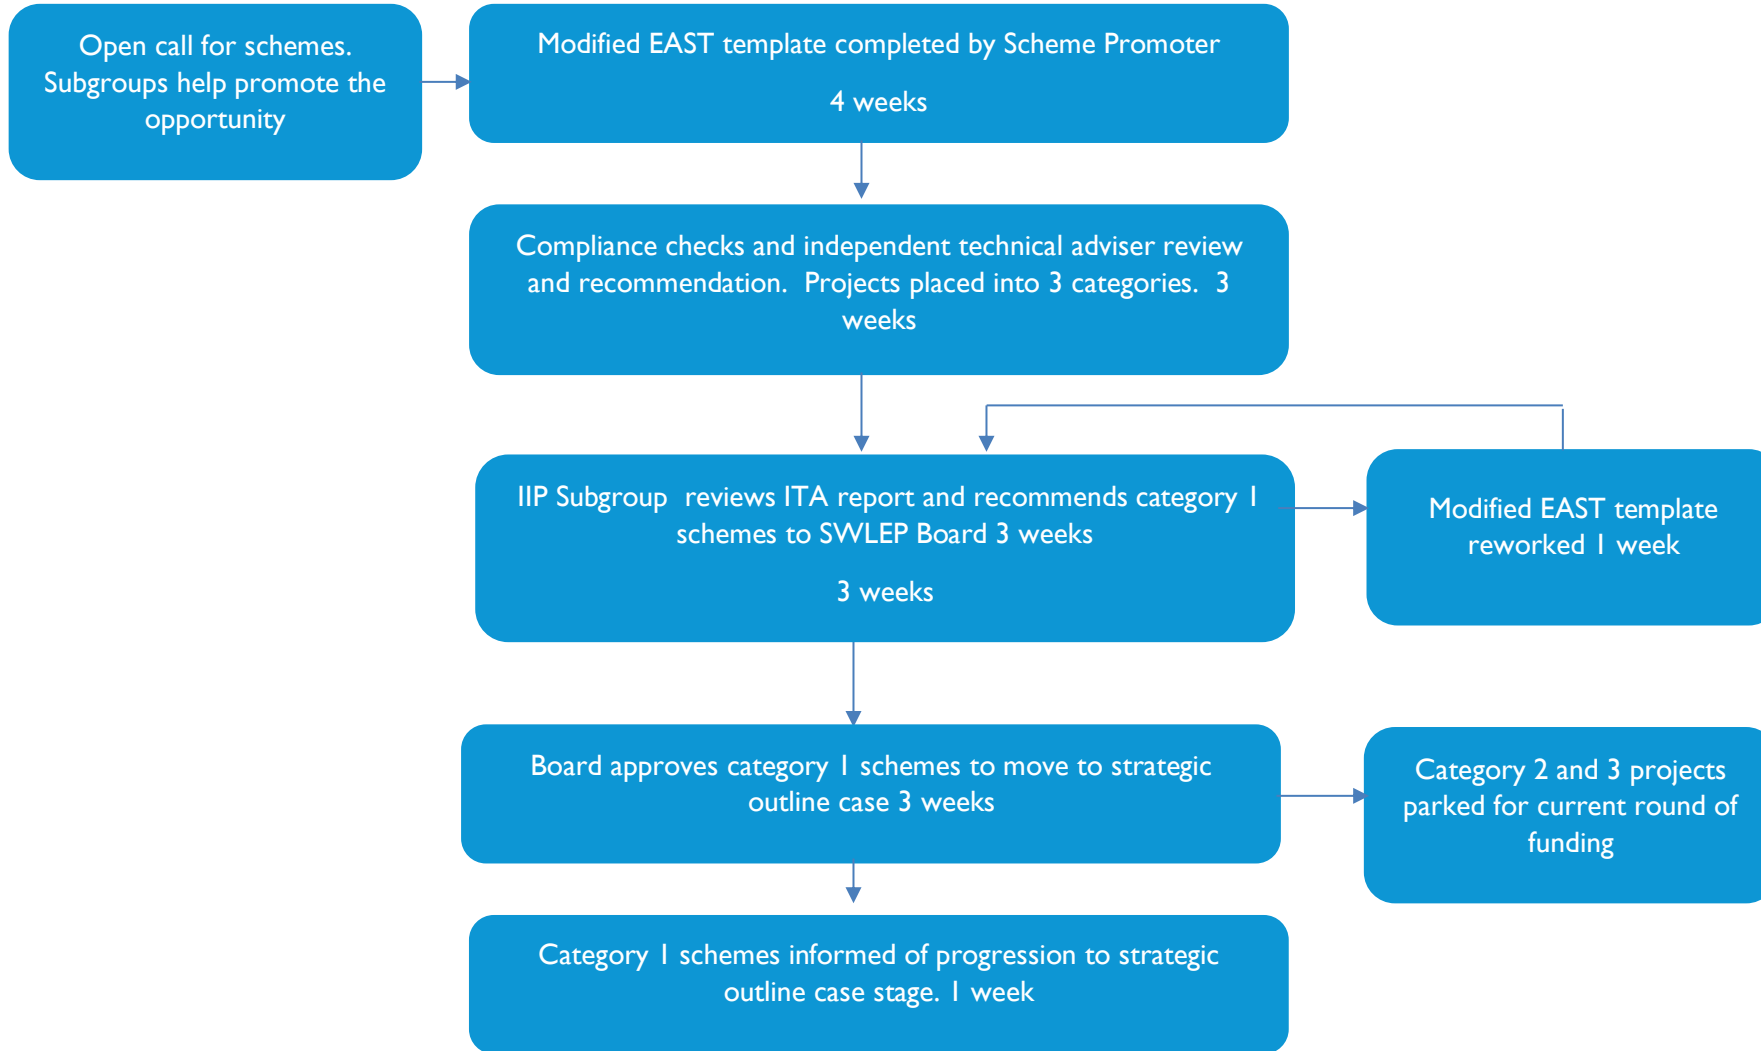 Open call for schemes.
Subgroups help promote the
opportunity
Modified EAST template completed by Scheme Promoter
4 weeks
Compliance checks and independent technical adviser review
and recommendation.  Projects placed into 3 categories.  3
weeks
IIP Subgroup  reviews ITA report and recommends category 1
schemes to SWLEP Board 3 weeks
3 weeks
Modified EAST template
reworked 1 week
Board approves category 1 schemes to move to strategic
outline case 3 weeks
Category 2 and 3 projects
parked for current round of
funding
Category 1 schemes informed of progression to strategic
outline case stage. 1 week